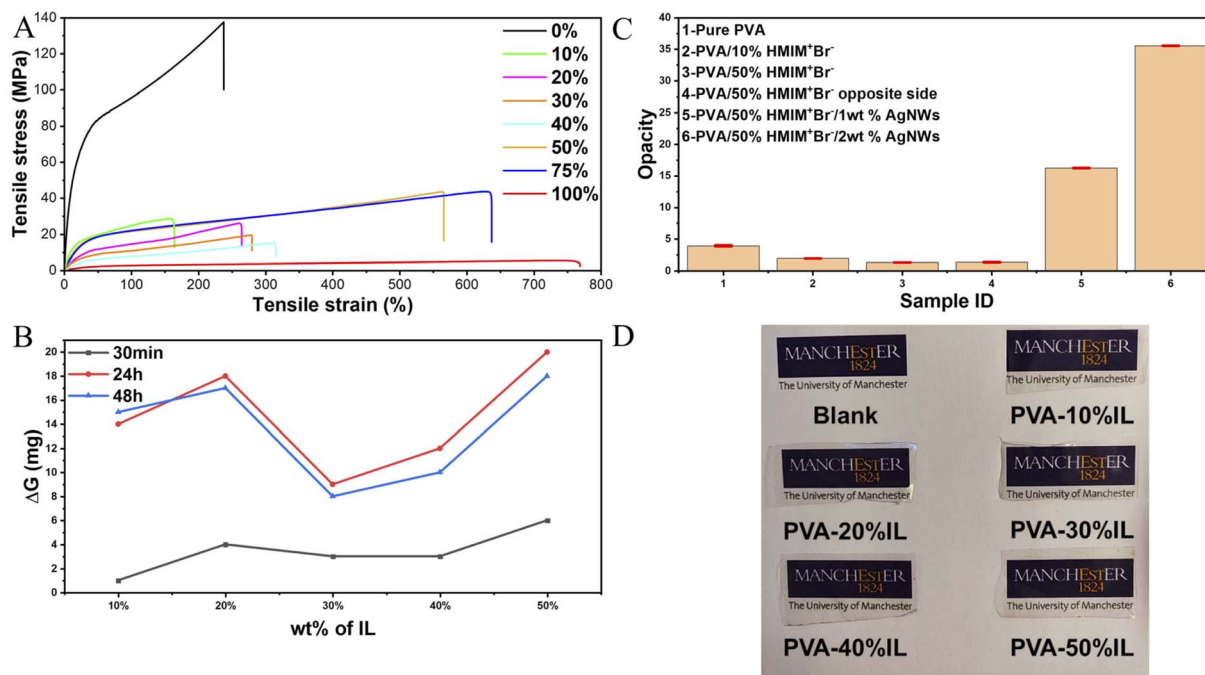 A
Tensile stress (MPa)
140
120
100
80
60
40
20
0
0 100 200 300 400 500 600 700 800
Tensile strain (%)
0%
10%
20%
30%
40%
50%
75%
100%
B
ΔG (mg)
20
18
16
14
12
10
8
6
4
2
0
10% 20% 30% 40% 50%
wt% of IL
30min
24h
48h
C
Opacity
40
35
30
25
20
15
10
5
0
1 2 3 4 5 6
Sample ID
1-Pure PVA
2-PVA/10% HMIM⁺Br⁻
3-PVA/50% HMIM⁺Br⁻
4-PVA/50% HMIM⁺Br⁻ opposite side
5-PVA/50% HMIM⁺Br⁻/1wt % AgNWs
6-PVA/50% HMIM⁺Br⁻/2wt % AgNWs
D
MANCHEstER
1824
The University of Manchester
Blank
MANCHEstER
1824
The University of Manchester
PVA-10%IL
MANCHEstER
1824
The University of Manchester
PVA-20%IL
MANCHEstER
1824
The University of Manchester
PVA-30%IL
MANCHEstER
1824
The University of Manchester
PVA-40%IL
MANCHEstER
1824
The University of Manchester
PVA-50%IL